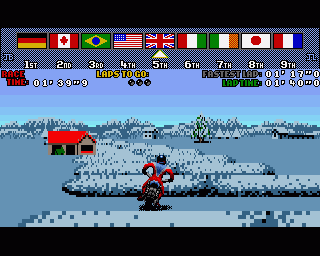 1ST 2ND 3RD 4TH 5TH 6TH 7TH 8TH 9TH
RACE LAPS TO GO: FASTEST LAP: 01'17"0
TIME: 01'39"9 LAP TIME: 01'40"0